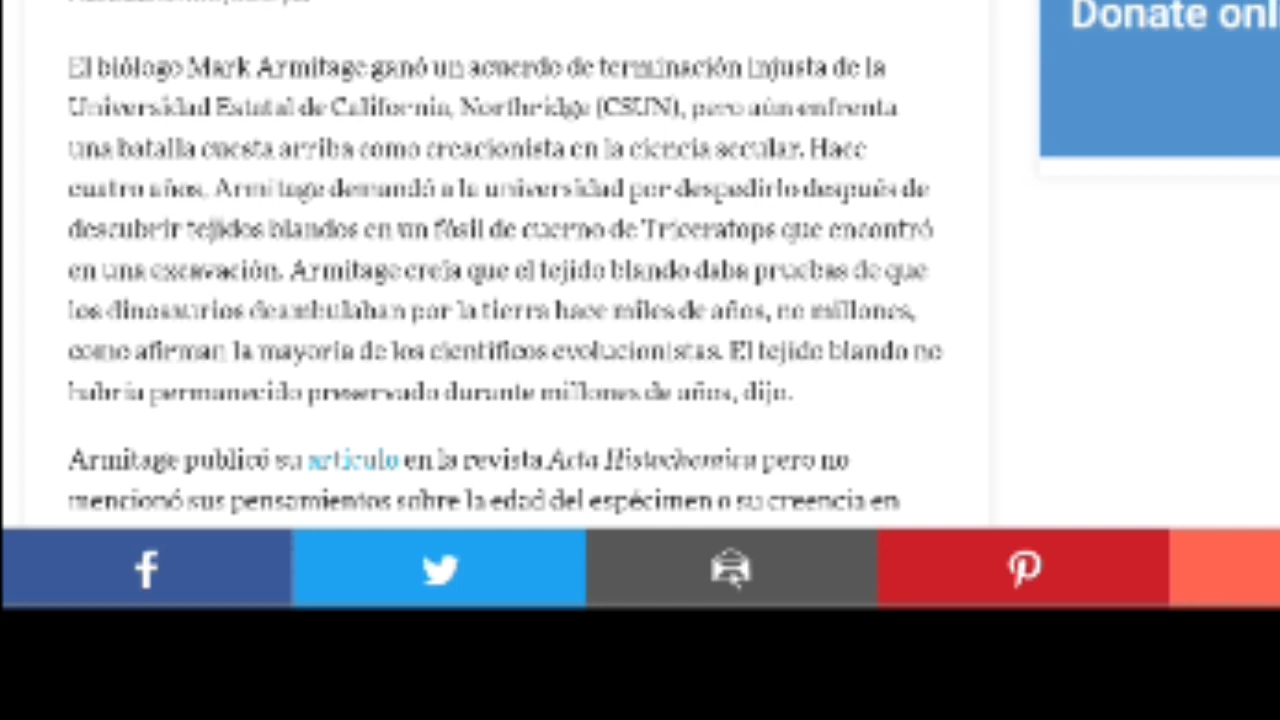 Donate onl
El biólogo Mark Armitage ganó un acuerdo de terminación injusta de la
Universidad Estatal de California, Northridge (CSUN), pero aún enfrenta
una batalla cuesta arriba como creacionista en la ciencia secular. Hace
cuatro años, Armitage demandó a la universidad por despedirlo después de
descubrir tejidos blandos en un fósil de cuerno de Triceratops que encontró
en una excavación. Armitage creía que el tejido blando daba pruebas de que
los dinosaurios deambulaban por la tierra hace miles de años, no millones,
como afirman la mayoría de los científicos evolucionistas. El tejido blando no
habría permanecido preservado durante millones de años, dijo.
Armitage publicó su artículo en la revista Acta Histochemica pero no
mencionó sus pensamientos sobre la edad del espécimen o su creencia en